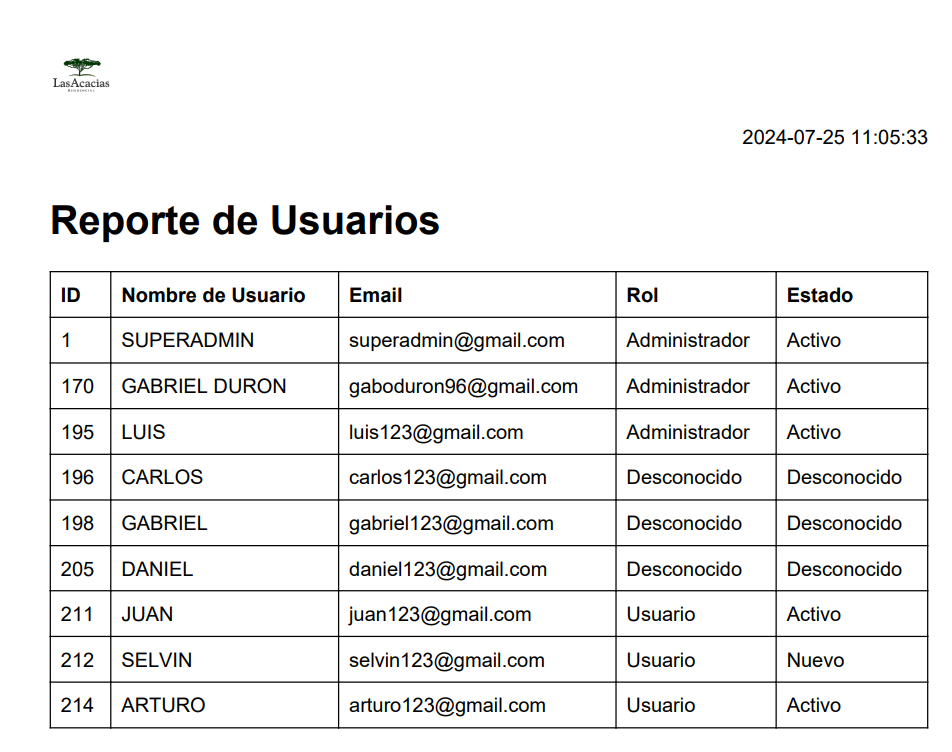 LasAcacias
RESIDENCIAL
2024-07-25 11:05:33
Reporte de Usuarios
ID Nombre de Usuario Email Rol Estado
1 SUPERADMIN superadmin@gmail.com Administrador Activo
170 GABRIEL DURON gaboduron96@gmail.com Administrador Activo
195 LUIS luis123@gmail.com Administrador Activo
196 CARLOS carlos123@gmail.com Desconocido Desconocido
198 GABRIEL gabriel123@gmail.com Desconocido Desconocido
205 DANIEL daniel123@gmail.com Desconocido Desconocido
211 JUAN juan123@gmail.com Usuario Activo
212 SELVIN selvin123@gmail.com Usuario Nuevo
214 ARTURO arturo123@gmail.com Usuario Activo